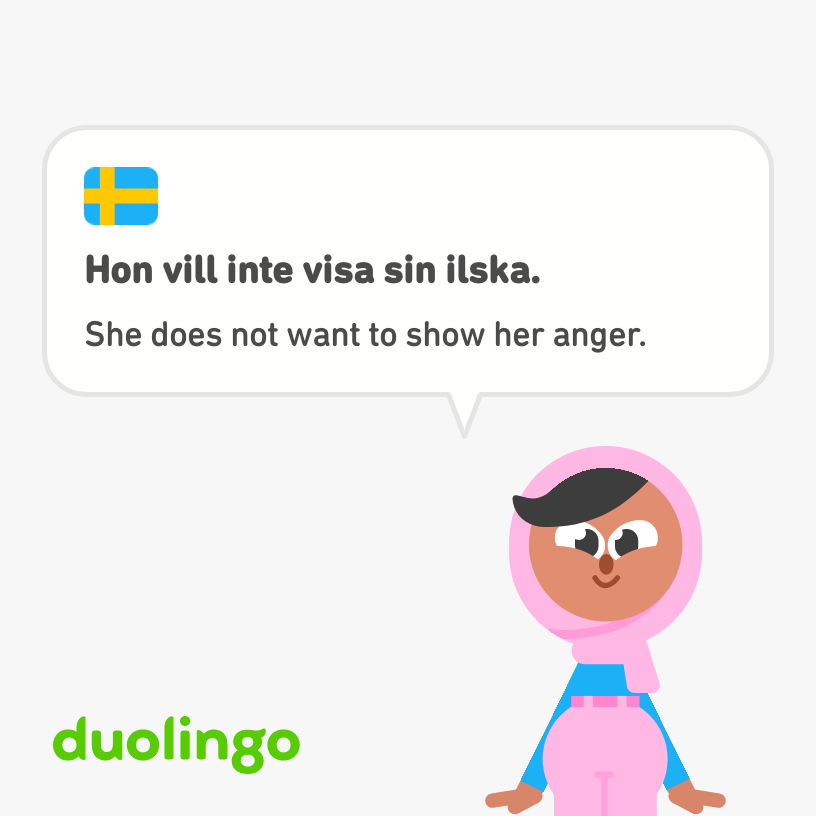 Hon vill inte visa sin ilska.
She does not want to show her anger.
duolingo